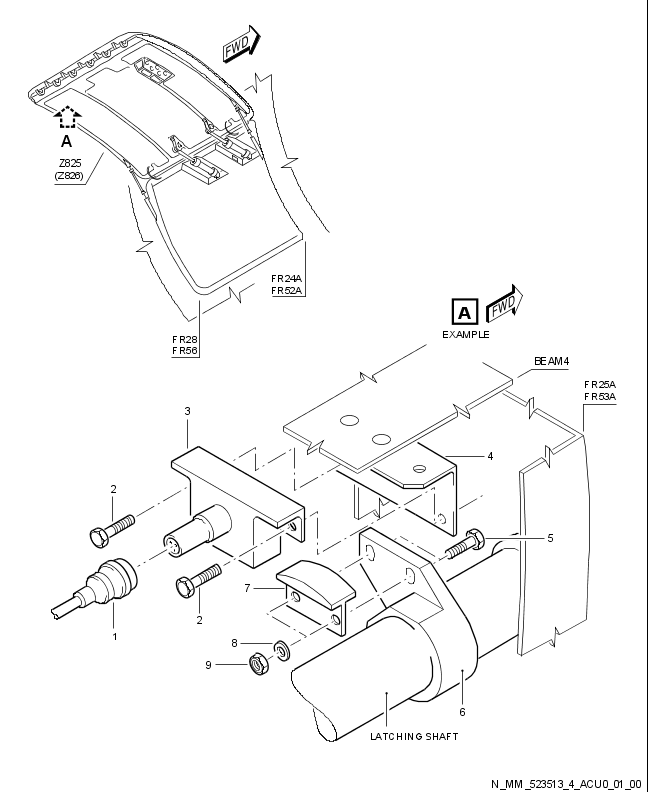 FWD
A
Z825
(Z826)
FR24A
FR52A
FR28
FR56
A
FWD
EXAMPLE
BEAM4
FR25A
FR53A
3
4
2
5
7
2
1
8
9
6
LATCHING SHAFT
N_MM_523513_4_ACU0_01_00